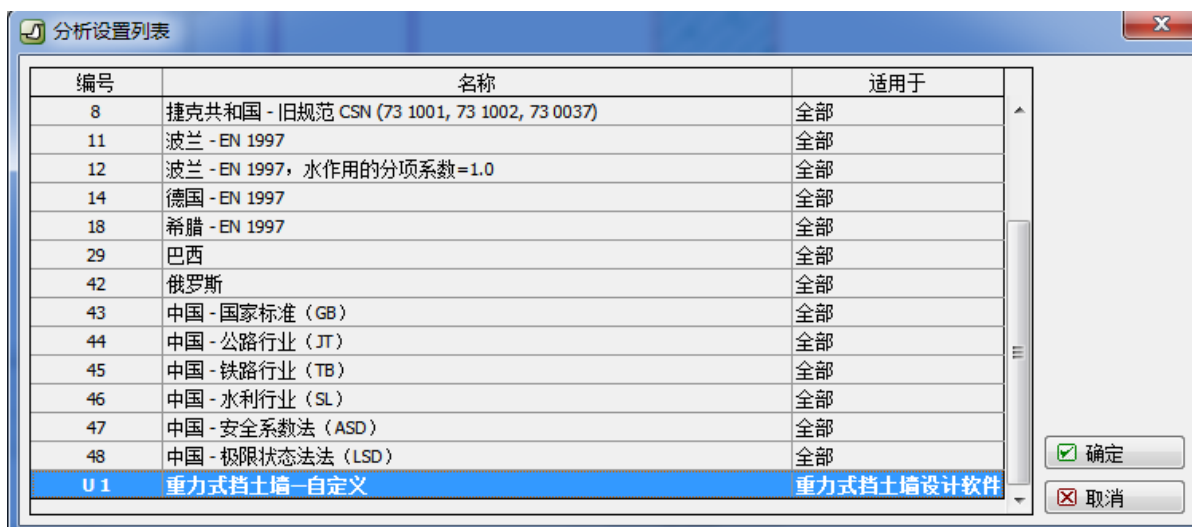 分析设置列表
编号 名称 适用于
8 捷克共和国 - 旧规范 CSN (73 1001, 73 1002, 73 0037) 全部
11 波兰 - EN 1997 全部
12 波兰 - EN 1997，水作用的分项系数=1.0 全部
14 德国 - EN 1997 全部
18 希腊 - EN 1997 全部
29 巴西 全部
42 俄罗斯 全部
43 中国 - 国家标准（GB） 全部
44 中国 - 公路行业（JT） 全部
45 中国 - 铁路行业（TB） 全部
46 中国 - 水利行业（SL） 全部
47 中国 - 安全系数法（ASD） 全部
48 中国 - 极限状态法法（LSD） 全部
U 1 重力式挡土墙—自定义 重力式挡土墙设计软件
确定
取消